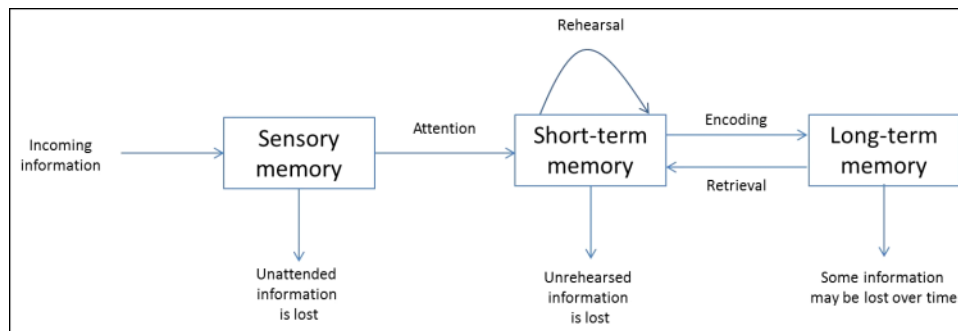 Rehearsal
Incoming
information
Sensory
memory
Attention
Short-term
memory
Encoding
Retrieval
Long-term
memory
Unattended
information
is lost
Unrehearsed
information
is lost
Some information
may be lost over time